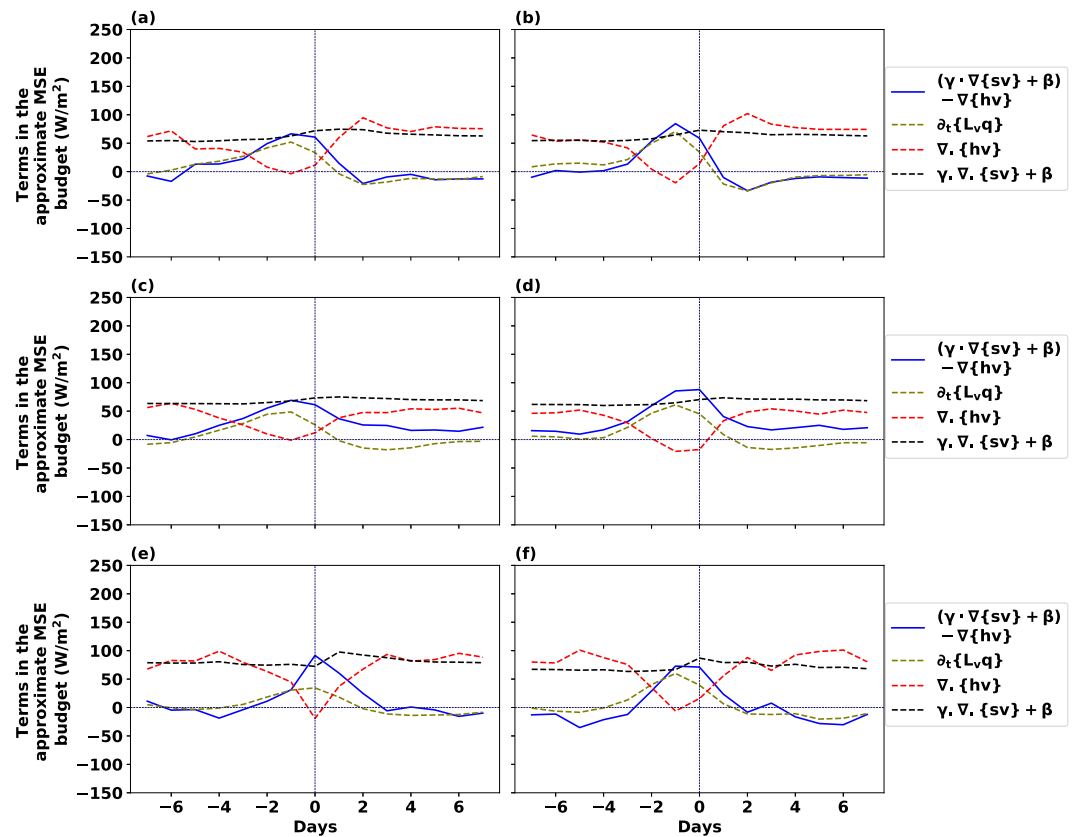 (a)
(b)
Terms in the
approximate MSE
budget (W/m²)
250
200
150
100
50
0
−50
−100
−150
(γ · ∇{sv} + β)
− ∇{hv}
∂ₜ{Lᵥq}
∇. {hv}
γ. ∇. {sv} + β
(c)
(d)
Terms in the
approximate MSE
budget (W/m²)
250
200
150
100
50
0
−50
−100
−150
(γ · ∇{sv} + β)
− ∇{hv}
∂ₜ{Lᵥq}
∇. {hv}
γ. ∇. {sv} + β
(e)
(f)
Terms in the
approximate MSE
budget (W/m²)
250
200
150
100
50
0
−50
−100
−150
(γ · ∇{sv} + β)
− ∇{hv}
∂ₜ{Lᵥq}
∇. {hv}
γ. ∇. {sv} + β
−6 −4 −2 0 2 4 6
−6 −4 −2 0 2 4 6
Days
Days